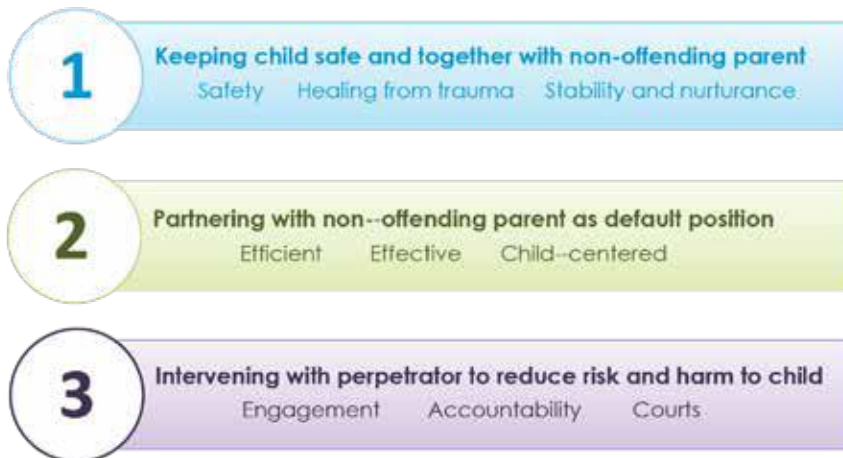 1
Keeping child safe and together with non-offending parent
Safety Healing from trauma Stability and nurturance
2
Partnering with non--offending parent as default position
Efficient Effective Child--centered
3
Intervening with perpetrator to reduce risk and harm to child
Engagement Accountability Courts